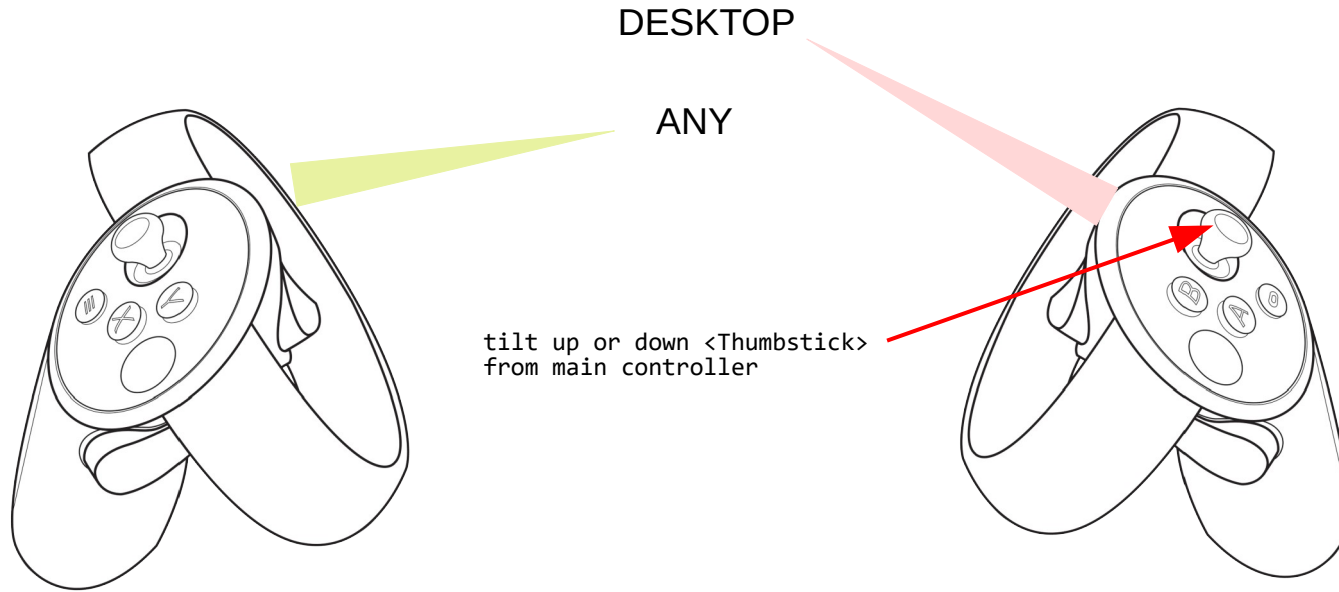 DESKTOP
ANY
tilt up or down <Thumbstick>
from main controller
X
Y
B
A